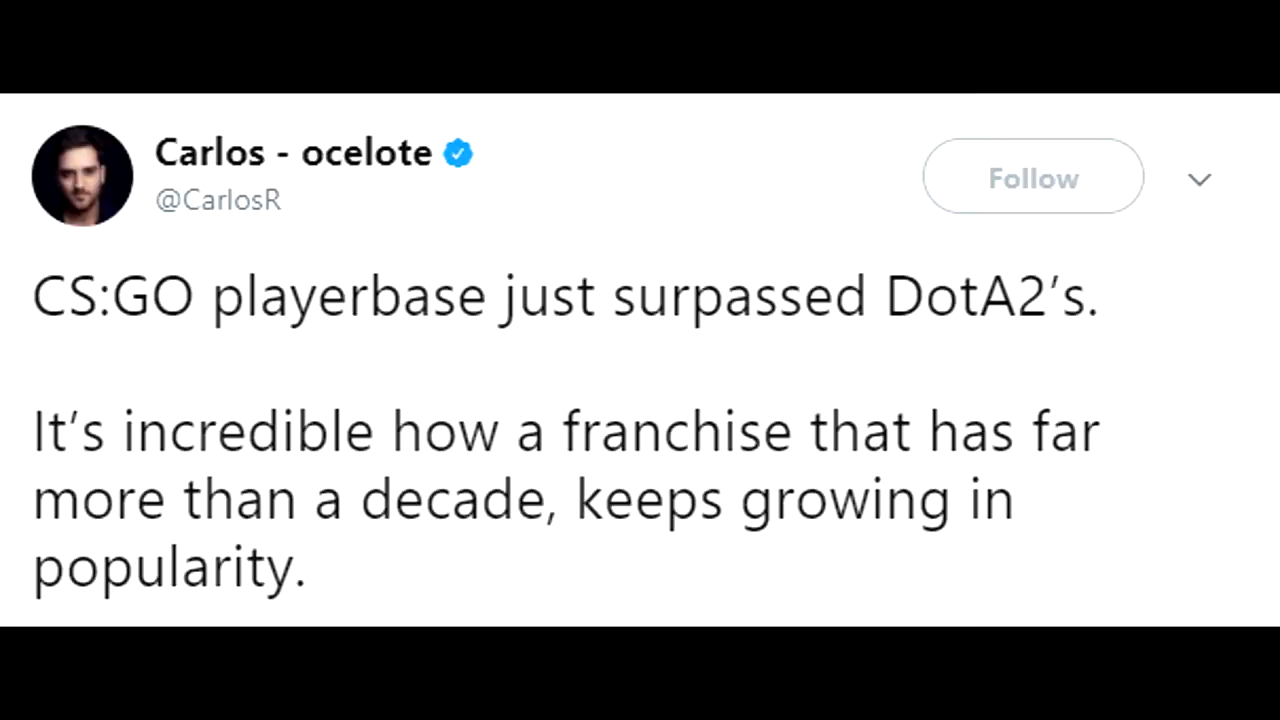 Carlos - ocelote
@CarlosR
Follow
CS:GO playerbase just surpassed DotA2’s.
It’s incredible how a franchise that has far
more than a decade, keeps growing in
popularity.